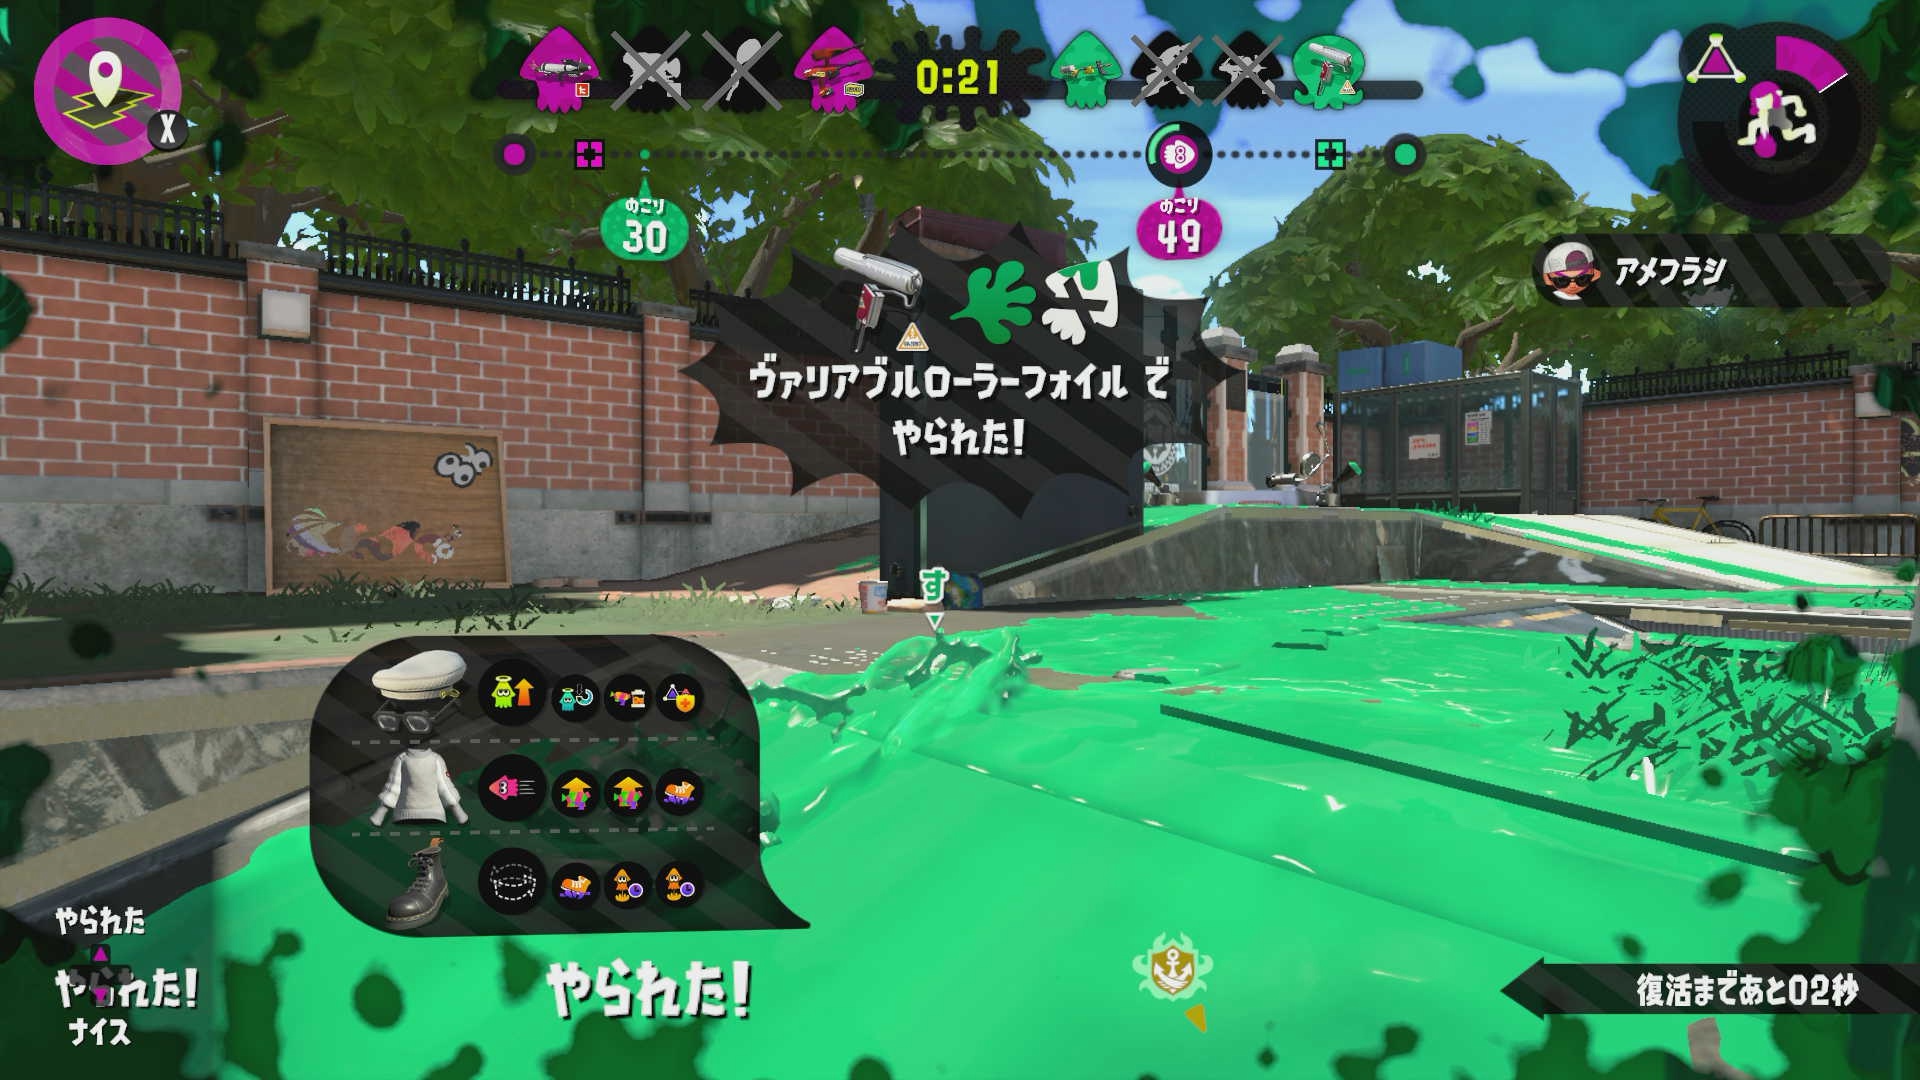 0:21
X
のこり
30
のこり
49
アメフラシ
ヴァリアブルローラーフォイル で
やられた!
す
3
やられた
やられた!
ナイス
やられた!
復活まであと02秒